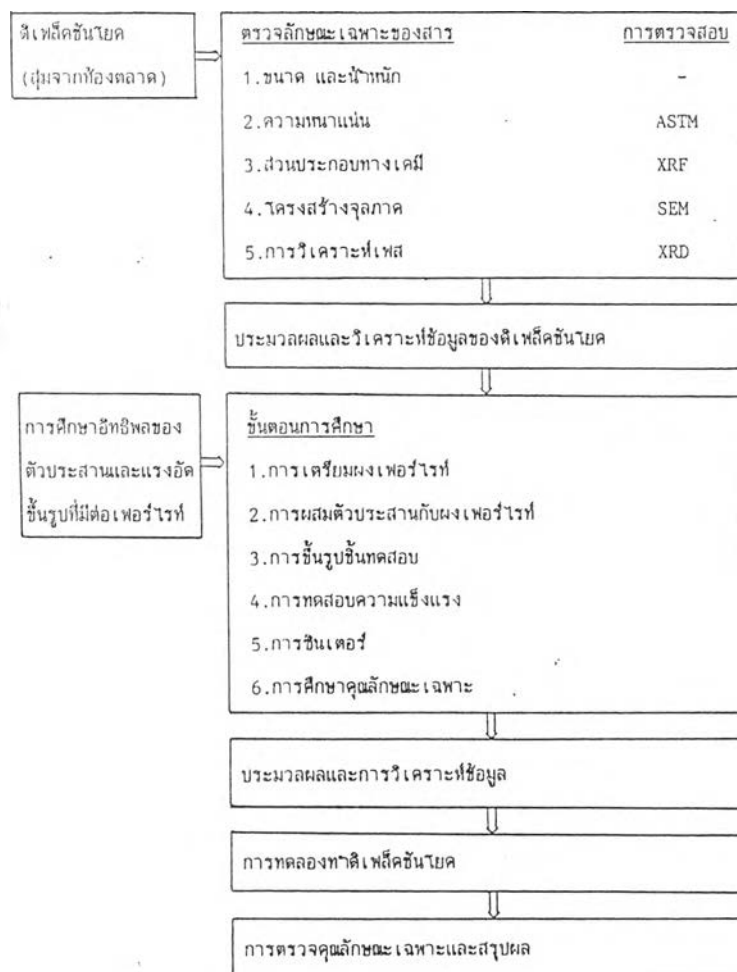 ดีเฟล็คชันโยค
(สุ่มจากท้องตลาด)
ตรวจลักษณะเฉพาะของสาร การตรวจสอบ
1.ขนาด และน้ำหนัก -
2.ความหนาแน่น ASTM
3.ส่วนประกอบทางเคมี XRF
4.โครงสร้างจุลภาค SEM
5.การวิเคราะห์เฟส XRD
ประมวลผลและวิเคราะห์ข้อมูลของดีเฟล็คชันโยค
การศึกษาอิทธิพลของ
ตัวประสานและแรงอัด
ขึ้นรูปที่มีต่อเฟอร์ไรท์
ขั้นตอนการศึกษา
1.การเตรียมผงเฟอร์ไรท์
2.การผสมตัวประสานกับผงเฟอร์ไรท์
3.การขึ้นรูปชิ้นทดสอบ
4.การทดสอบความแข็งแรง
5.การซินเตอร์
6.การศึกษาคุณลักษณะเฉพาะ
ประมวลผลและการวิเคราะห์ข้อมูล
การทดลองทำดีเฟล็คชันโยค
การตรวจคุณลักษณะเฉพาะและสรุปผล